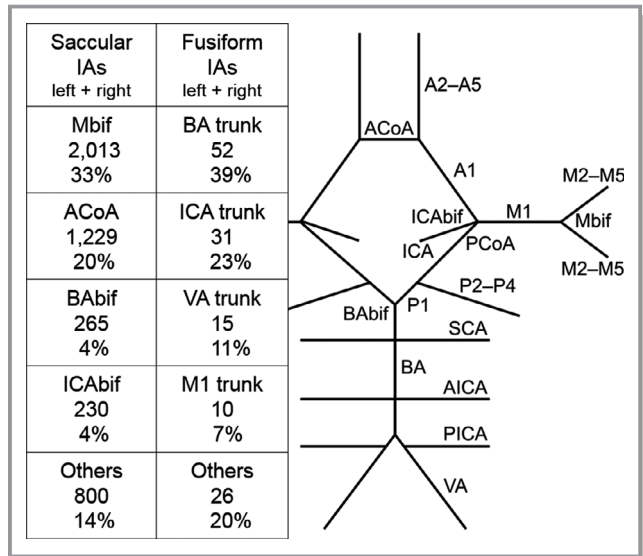 Saccular Fusiform
IAs IAs
left + right left + right
Mbif BA trunk
2,013 52
33% 39%
ACoA ICA trunk
1,229 31
20% 23%
BAbif VA trunk
265 15
4% 11%
ICAbif M1 trunk
230 10
4% 7%
Others Others
800 26
14% 20%
A2–A5
ACoA
A1
M2–M5
ICAbif M1 Mbif
ICA PCoA
M2–M5
P2–P4
BAbif P1
SCA
BA
AICA
PICA
VA